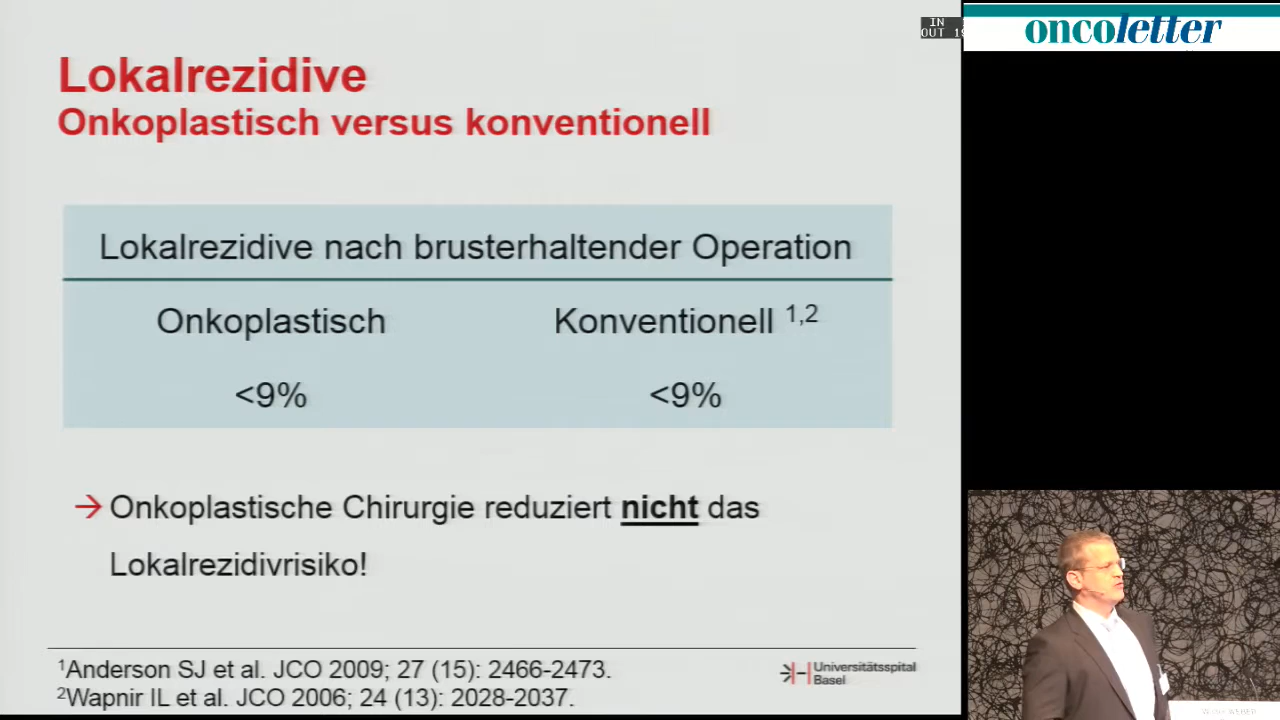 IN
OUT
oncoletter
Lokalrezidive
Onkoplastisch versus konventionell
Lokalrezidive nach brusterhaltender Operation
Onkoplastisch Konventionell 1,2
<9% <9%
→ Onkoplastische Chirurgie reduziert nicht das
Lokalrezidivrisiko!
1Anderson SJ et al. JCO 2009; 27 (15): 2466-2473.
2Wapnir IL et al. JCO 2006; 24 (13): 2028-2037.
Universitätsspital
Basel